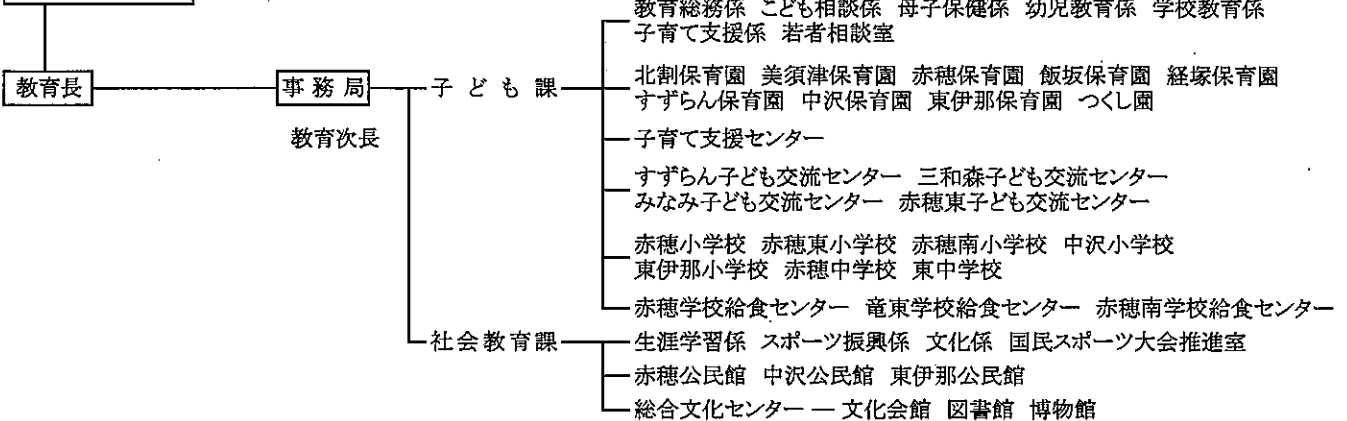 教育総務係 こども相談係 母子保健係 幼児教育係 学校教育係
子育て支援係 若者相談室
教育長
事務局
子ども課
北割保育園 美須津保育園 赤穂保育園 飯坂保育園 経塚保育園
すずらん保育園 中沢保育園 東伊那保育園 つくし園
教育次長
子育て支援センター
すずらん子ども交流センター 三和森子ども交流センター
みなみ子ども交流センター 赤穂東子ども交流センター
赤穂小学校 赤穂東小学校 赤穂南小学校 中沢小学校
東伊那小学校 赤穂中学校 東中学校
赤穂学校給食センター 竜東学校給食センター 赤穂南学校給食センター
社会教育課
生涯学習係 スポーツ振興係 文化係 国民スポーツ大会推進室
赤穂公民館 中沢公民館 東伊那公民館
総合文化センター ― 文化会館 図書館 博物館